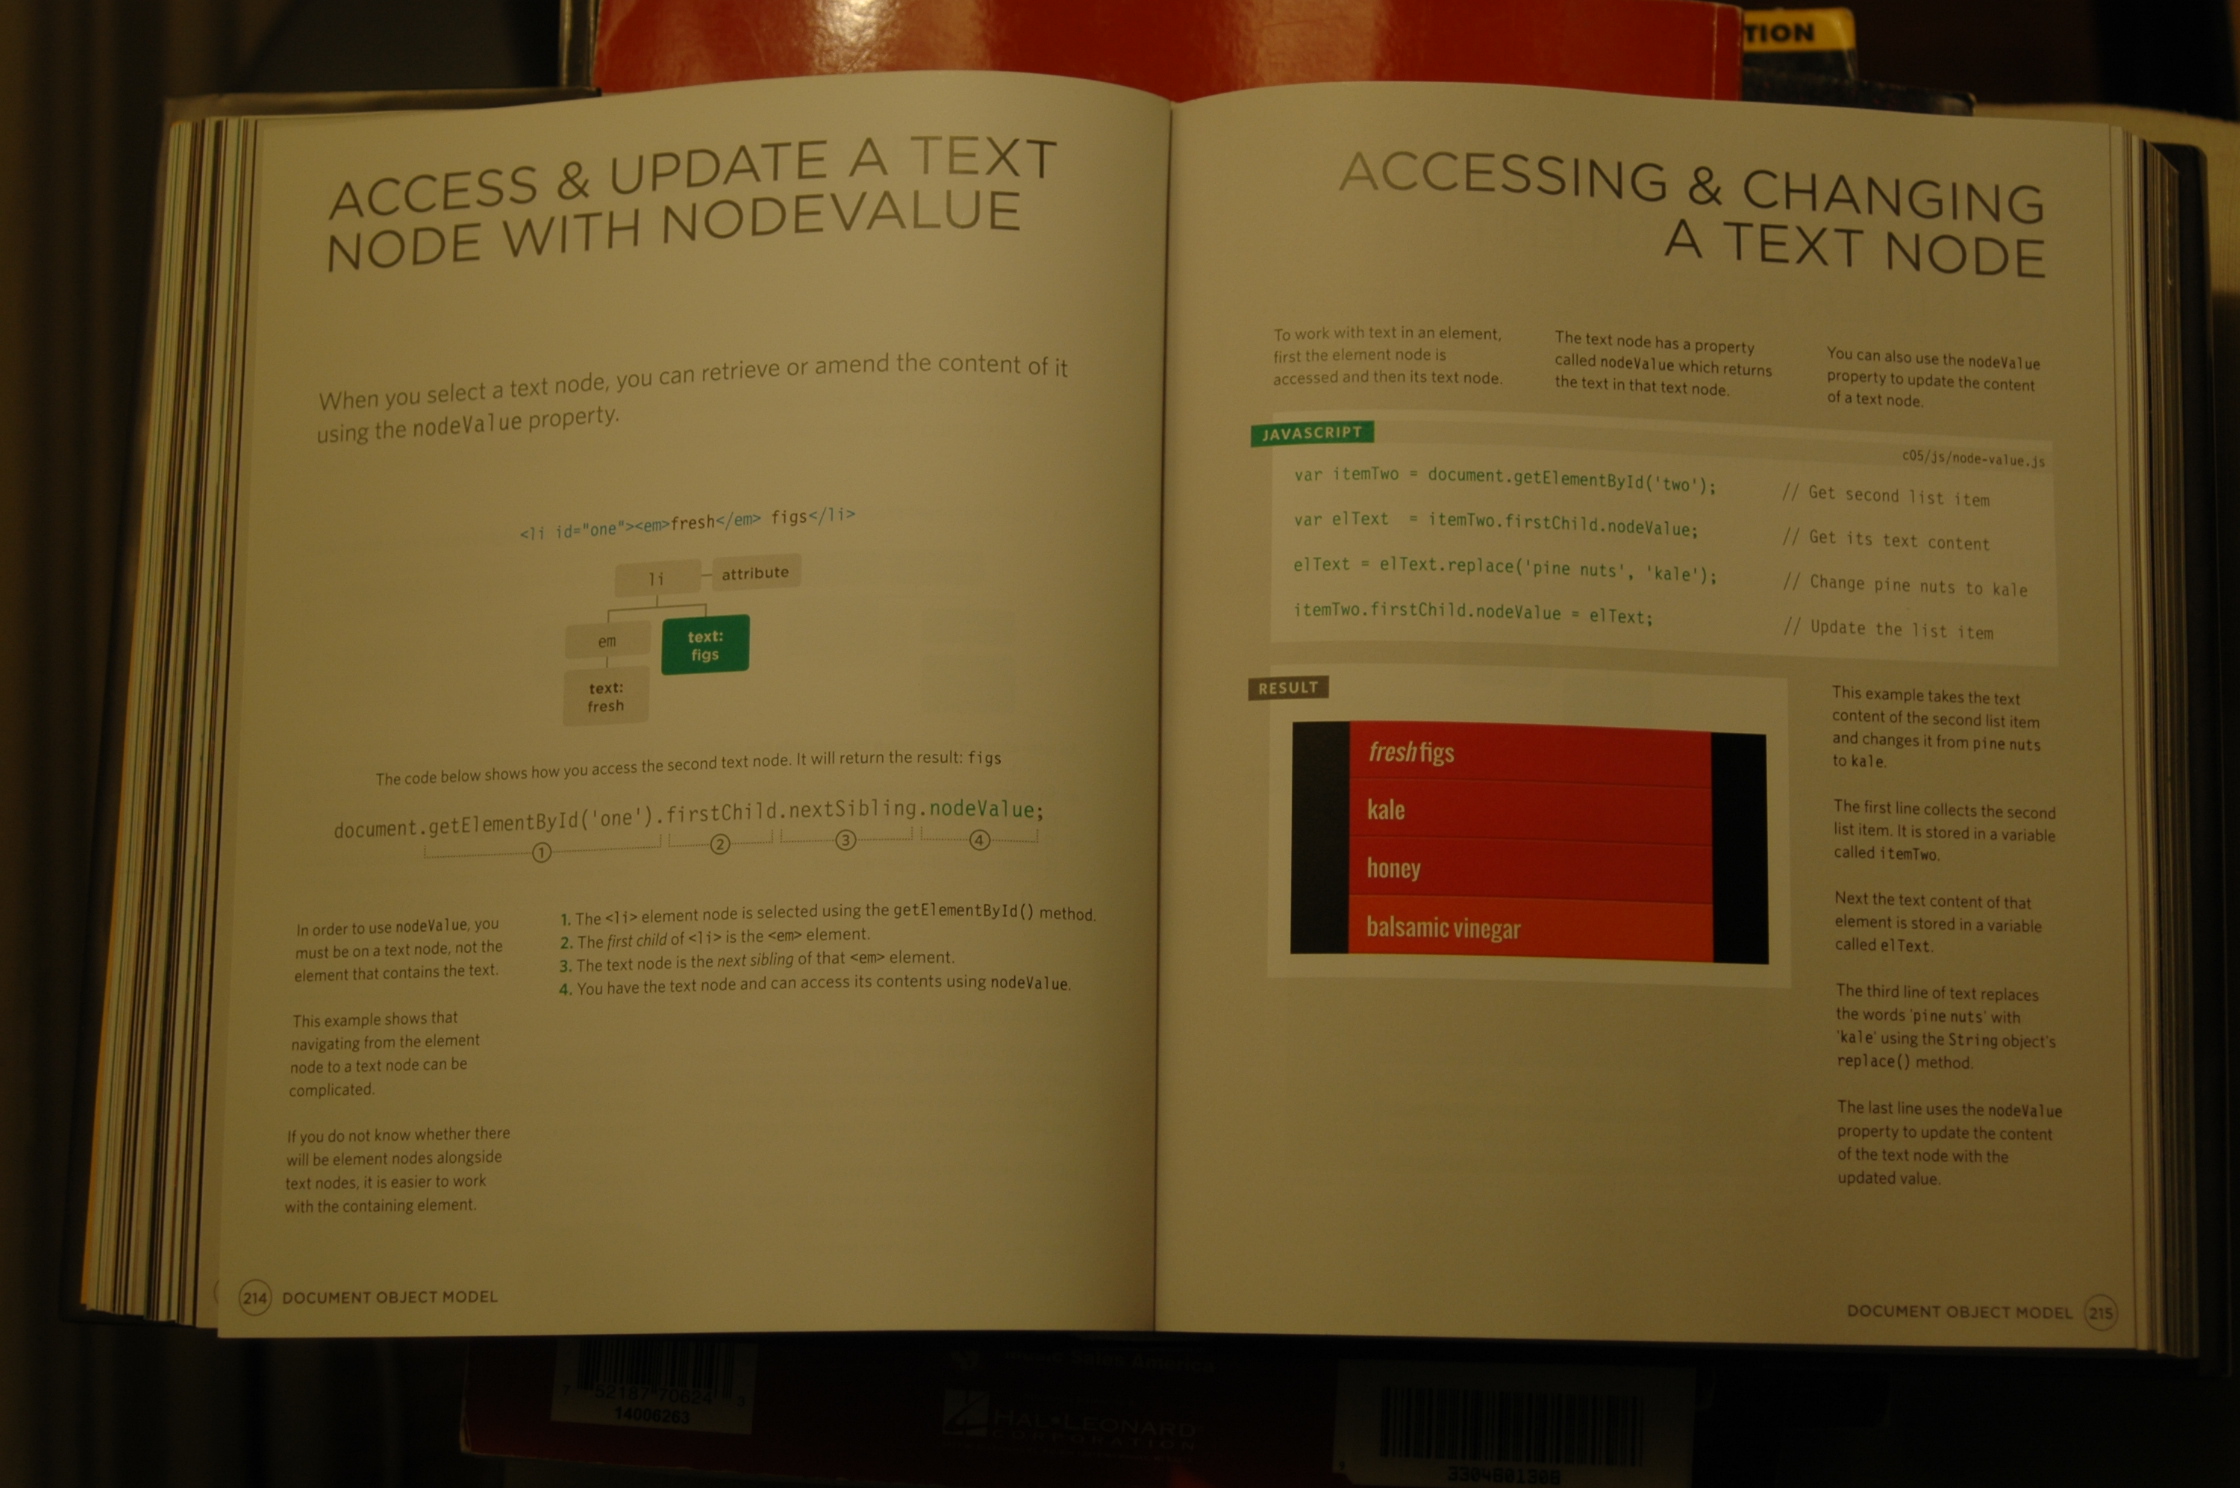 TION
ACCESS & UPDATE A TEXT
NODE WITH NODEVALUE
When you select a text node, you can retrieve or amend the content of it
using the nodeValue property.
<li id="one"><em>fresh</em> figs</li>
li
attribute
em
text:
figs
text:
fresh
The code below shows how you access the second text node. It will return the result: figs
document.getElementById('one').firstChild.nextSibling.nodeValue;
1 2 3 4
In order to use nodeValue, you
must be on a text node, not the
element that contains the text.
This example shows that
navigating from the element
node to a text node can be
complicated.
If you do not know whether there
will be element nodes alongside
text nodes, it is easier to work
with the containing element.
1. The <li> element node is selected using the getElementById() method.
2. The first child of <li> is the <em> element.
3. The text node is the next sibling of that <em> element.
4. You have the text node and can access its contents using nodeValue.
214 DOCUMENT OBJECT MODEL
ACCESSING & CHANGING
A TEXT NODE
To work with text in an element,
first the element node is
accessed and then its text node.
The text node has a property
called nodeValue which returns
the text in that text node.
You can also use the nodeValue
property to update the content
of a text node.
JAVASCRIPT
c05/js/node-value.js
var itemTwo = document.getElementById('two'); // Get second list item
var elText = itemTwo.firstChild.nodeValue; // Get its text content
elText = elText.replace('pine nuts', 'kale'); // Change pine nuts to kale
itemTwo.firstChild.nodeValue = elText; // Update the list item
RESULT
fresh figs
kale
honey
balsamic vinegar
This example takes the text
content of the second list item
and changes it from pine nuts
to kale.
The first line collects the second
list item. It is stored in a variable
called itemTwo.
Next the text content of that
element is stored in a variable
called elText.
The third line of text replaces
the words 'pine nuts' with
'kale' using the String object's
replace() method.
The last line uses the nodeValue
property to update the content
of the text node with the
updated value.
DOCUMENT OBJECT MODEL 215
Music Sales America
7 52187 70624 3
14006263
HAL•LEONARD
CORPORATION